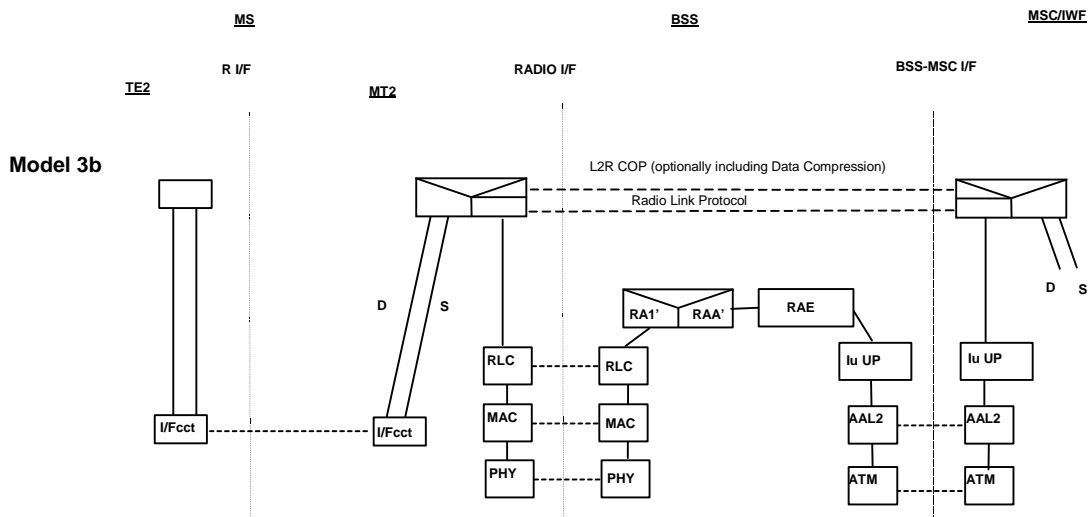 MS
BSS
MSC/IWF
R I/F
RADIO I/F
BSS-MSC I/F
TE2
MT2
Model 3b
L2R COP (optionally including Data Compression)
Radio Link Protocol
D
S
D
S
RA1’
RAA’
RAE
RLC
RLC
Iu UP
Iu UP
MAC
MAC
AAL2
AAL2
I/Fcct
I/Fcct
PHY
PHY
ATM
ATM